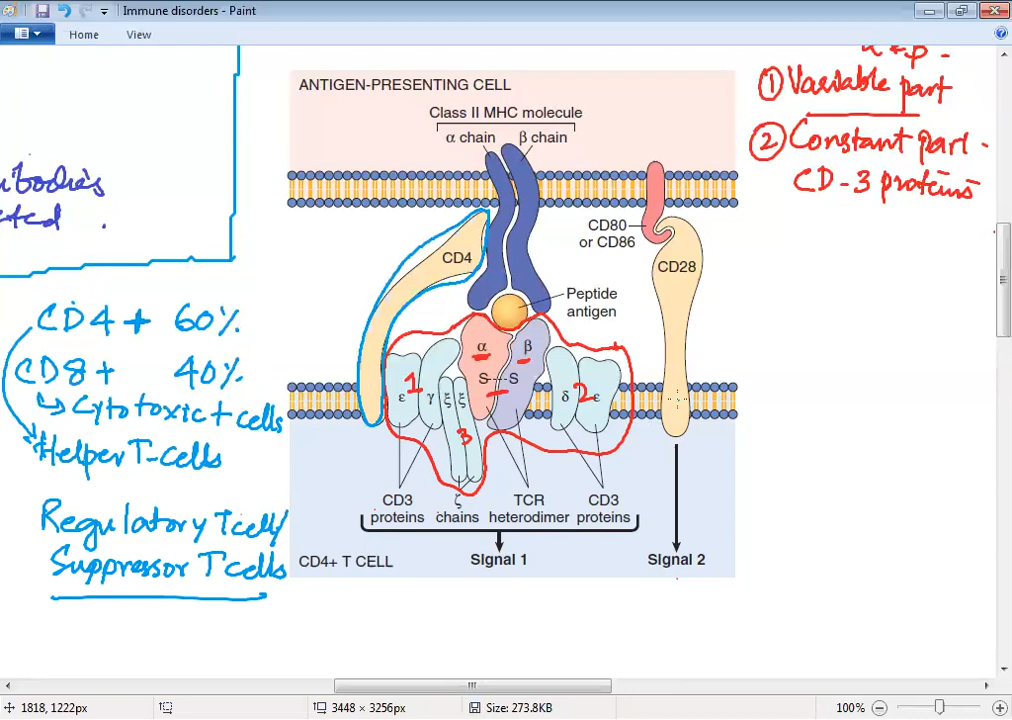 Immune disorders - Paint
Home View
α + β -
① Variable part
② Constant part -
CD-3 proteins
ANTIGEN-PRESENTING CELL
Class II MHC molecule
α chain β chain
CD80
or CD86
CD4
CD28
Peptide
antigen
α β
S----S
ε γ ξ ξ δ ε
1 2
3
CD3
proteins
ζ
chains
TCR
heterodimer
CD3
proteins
CD4+ T CELL
Signal 1
Signal 2
CD4+ 60%
CD8+ 40%
Cytotoxic + cells
Helper T-cells
Regulatory T cell/
Suppressor T cells
1818, 1222px
3448 × 3256px
Size: 273.8KB
100%